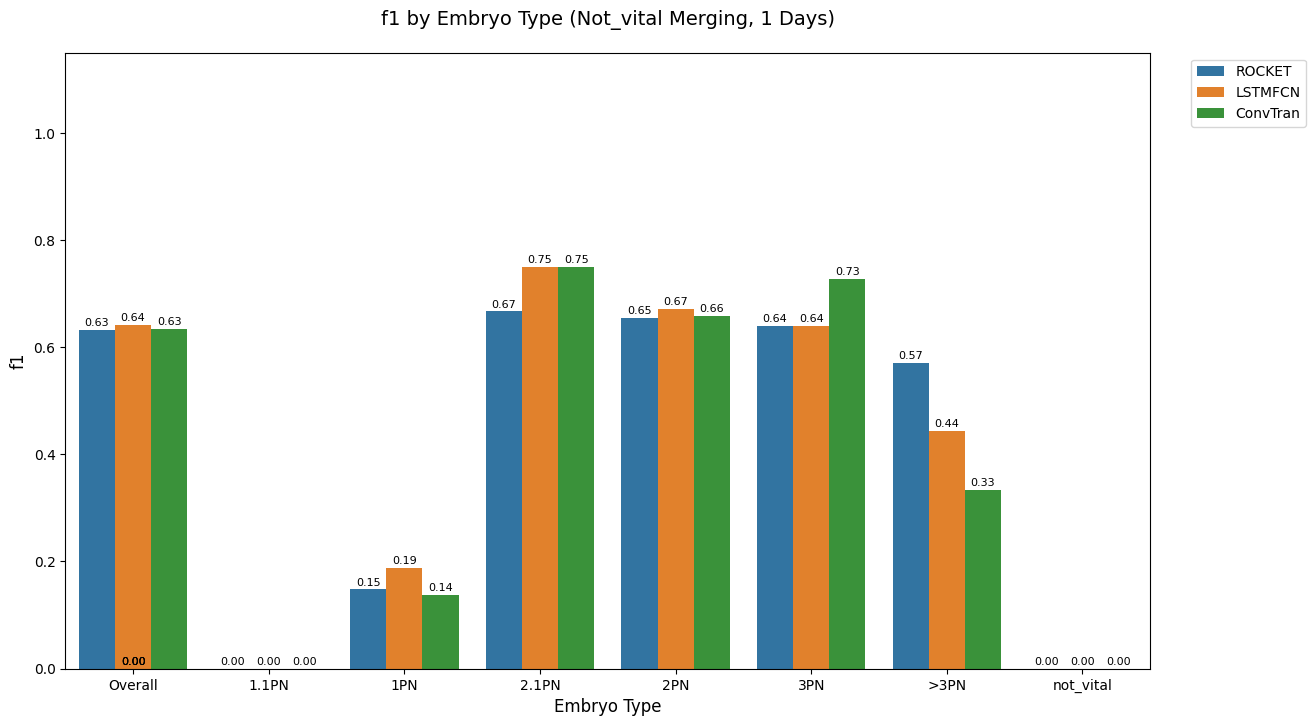 f1 by Embryo Type (Not_vital Merging, 1 Days)
ROCKET
LSTMFCN
ConvTran
f1
1.0
0.8
0.6
0.4
0.2
0.0
0.63 0.64 0.63
0.00
0.00 0.00 0.00
0.15 0.19 0.14
0.67 0.75 0.75
0.65 0.67 0.66
0.64 0.64 0.73
0.57 0.44 0.33
0.00 0.00 0.00
Overall 1.1PN 1PN 2.1PN 2PN 3PN >3PN not_vital
Embryo Type